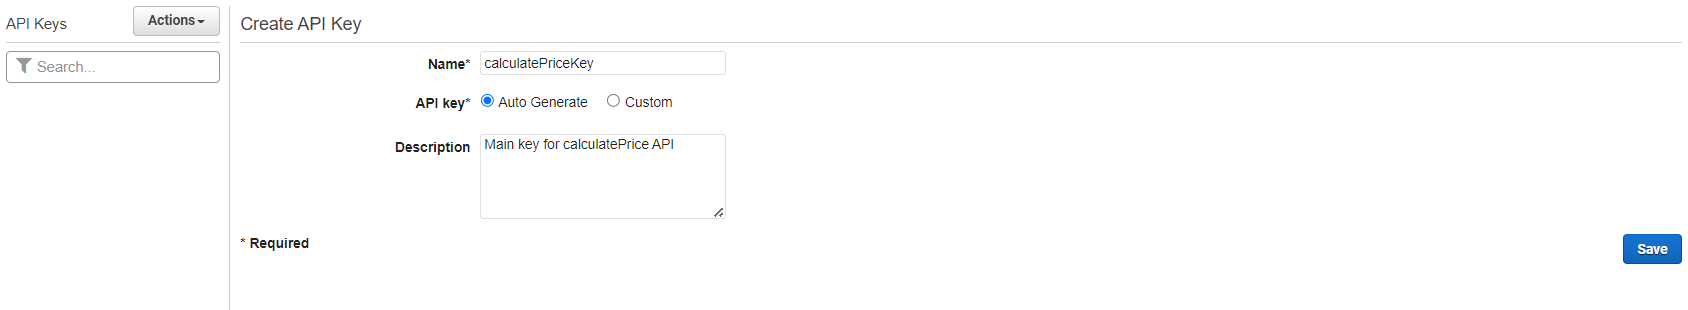 API Keys
Actions
Search...
Create API Key
Name* calculatePriceKey
API key* Auto Generate Custom
Description Main key for calculatePrice API
* Required
Save